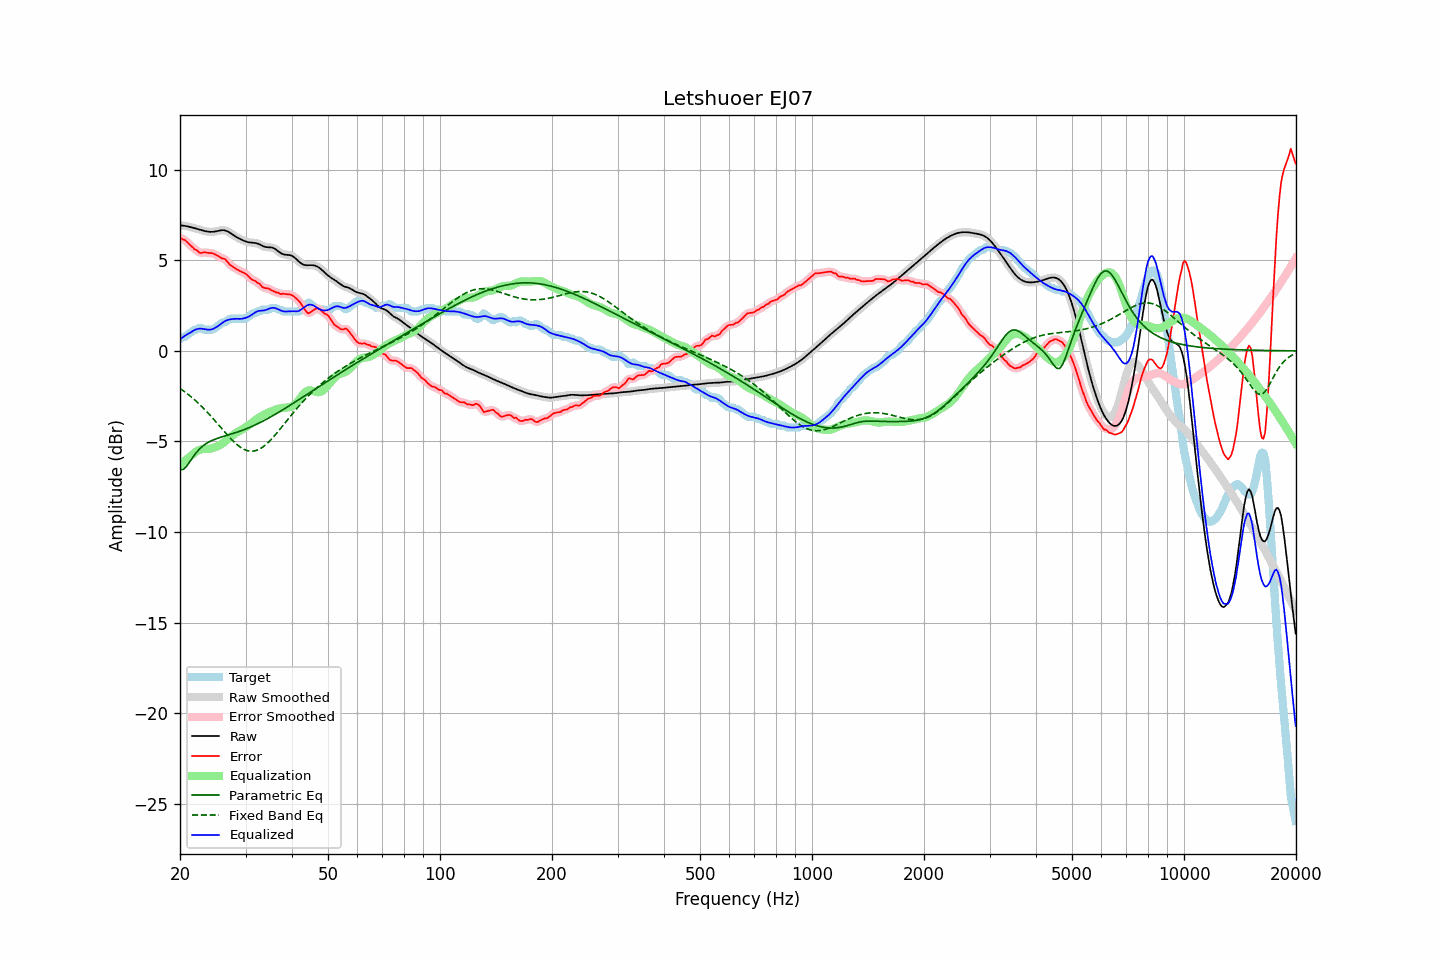 Letshuoer EJ07
Amplitude (dBr)
10
5
0
−5
−10
−15
−20
−25
Target
Raw Smoothed
Error Smoothed
Raw
Error
Equalization
Parametric Eq
Fixed Band Eq
Equalized
20 50 100 200 500 1000 2000 5000 10000 20000
Frequency (Hz)